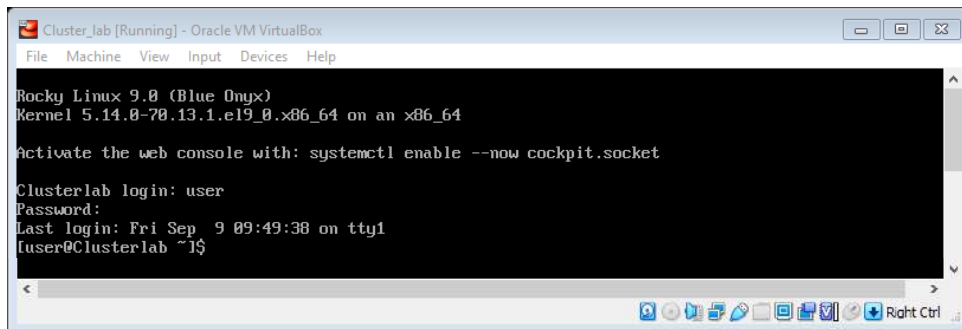 Cluster_lab [Running] - Oracle VM VirtualBox
File Machine View Input Devices Help
Rocky Linux 9.0 (Blue Onyx)
Kernel 5.14.0-70.13.1.el9_0.x86_64 on an x86_64
Activate the web console with: systemctl enable --now cockpit.socket
Clusterlab login: user
Password:
Last login: Fri Sep  9 09:49:38 on tty1
[user@Clusterlab ~]$
Right Ctrl